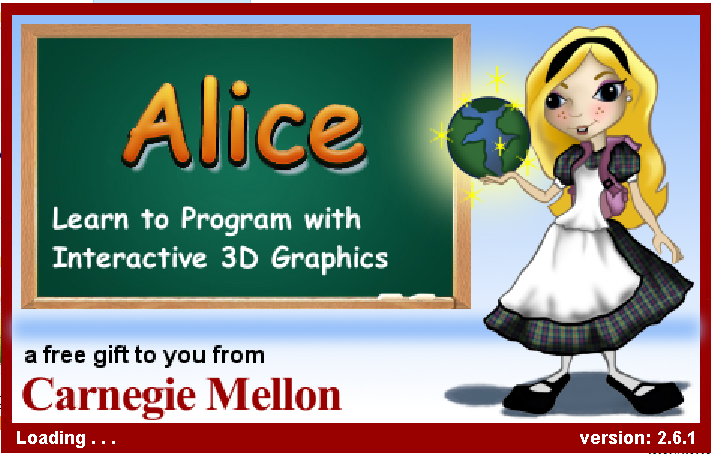 Alice
Learn to Program with
Interactive 3D Graphics
a free gift to you from
Carnegie Mellon
Loading . . .
version: 2.6.1